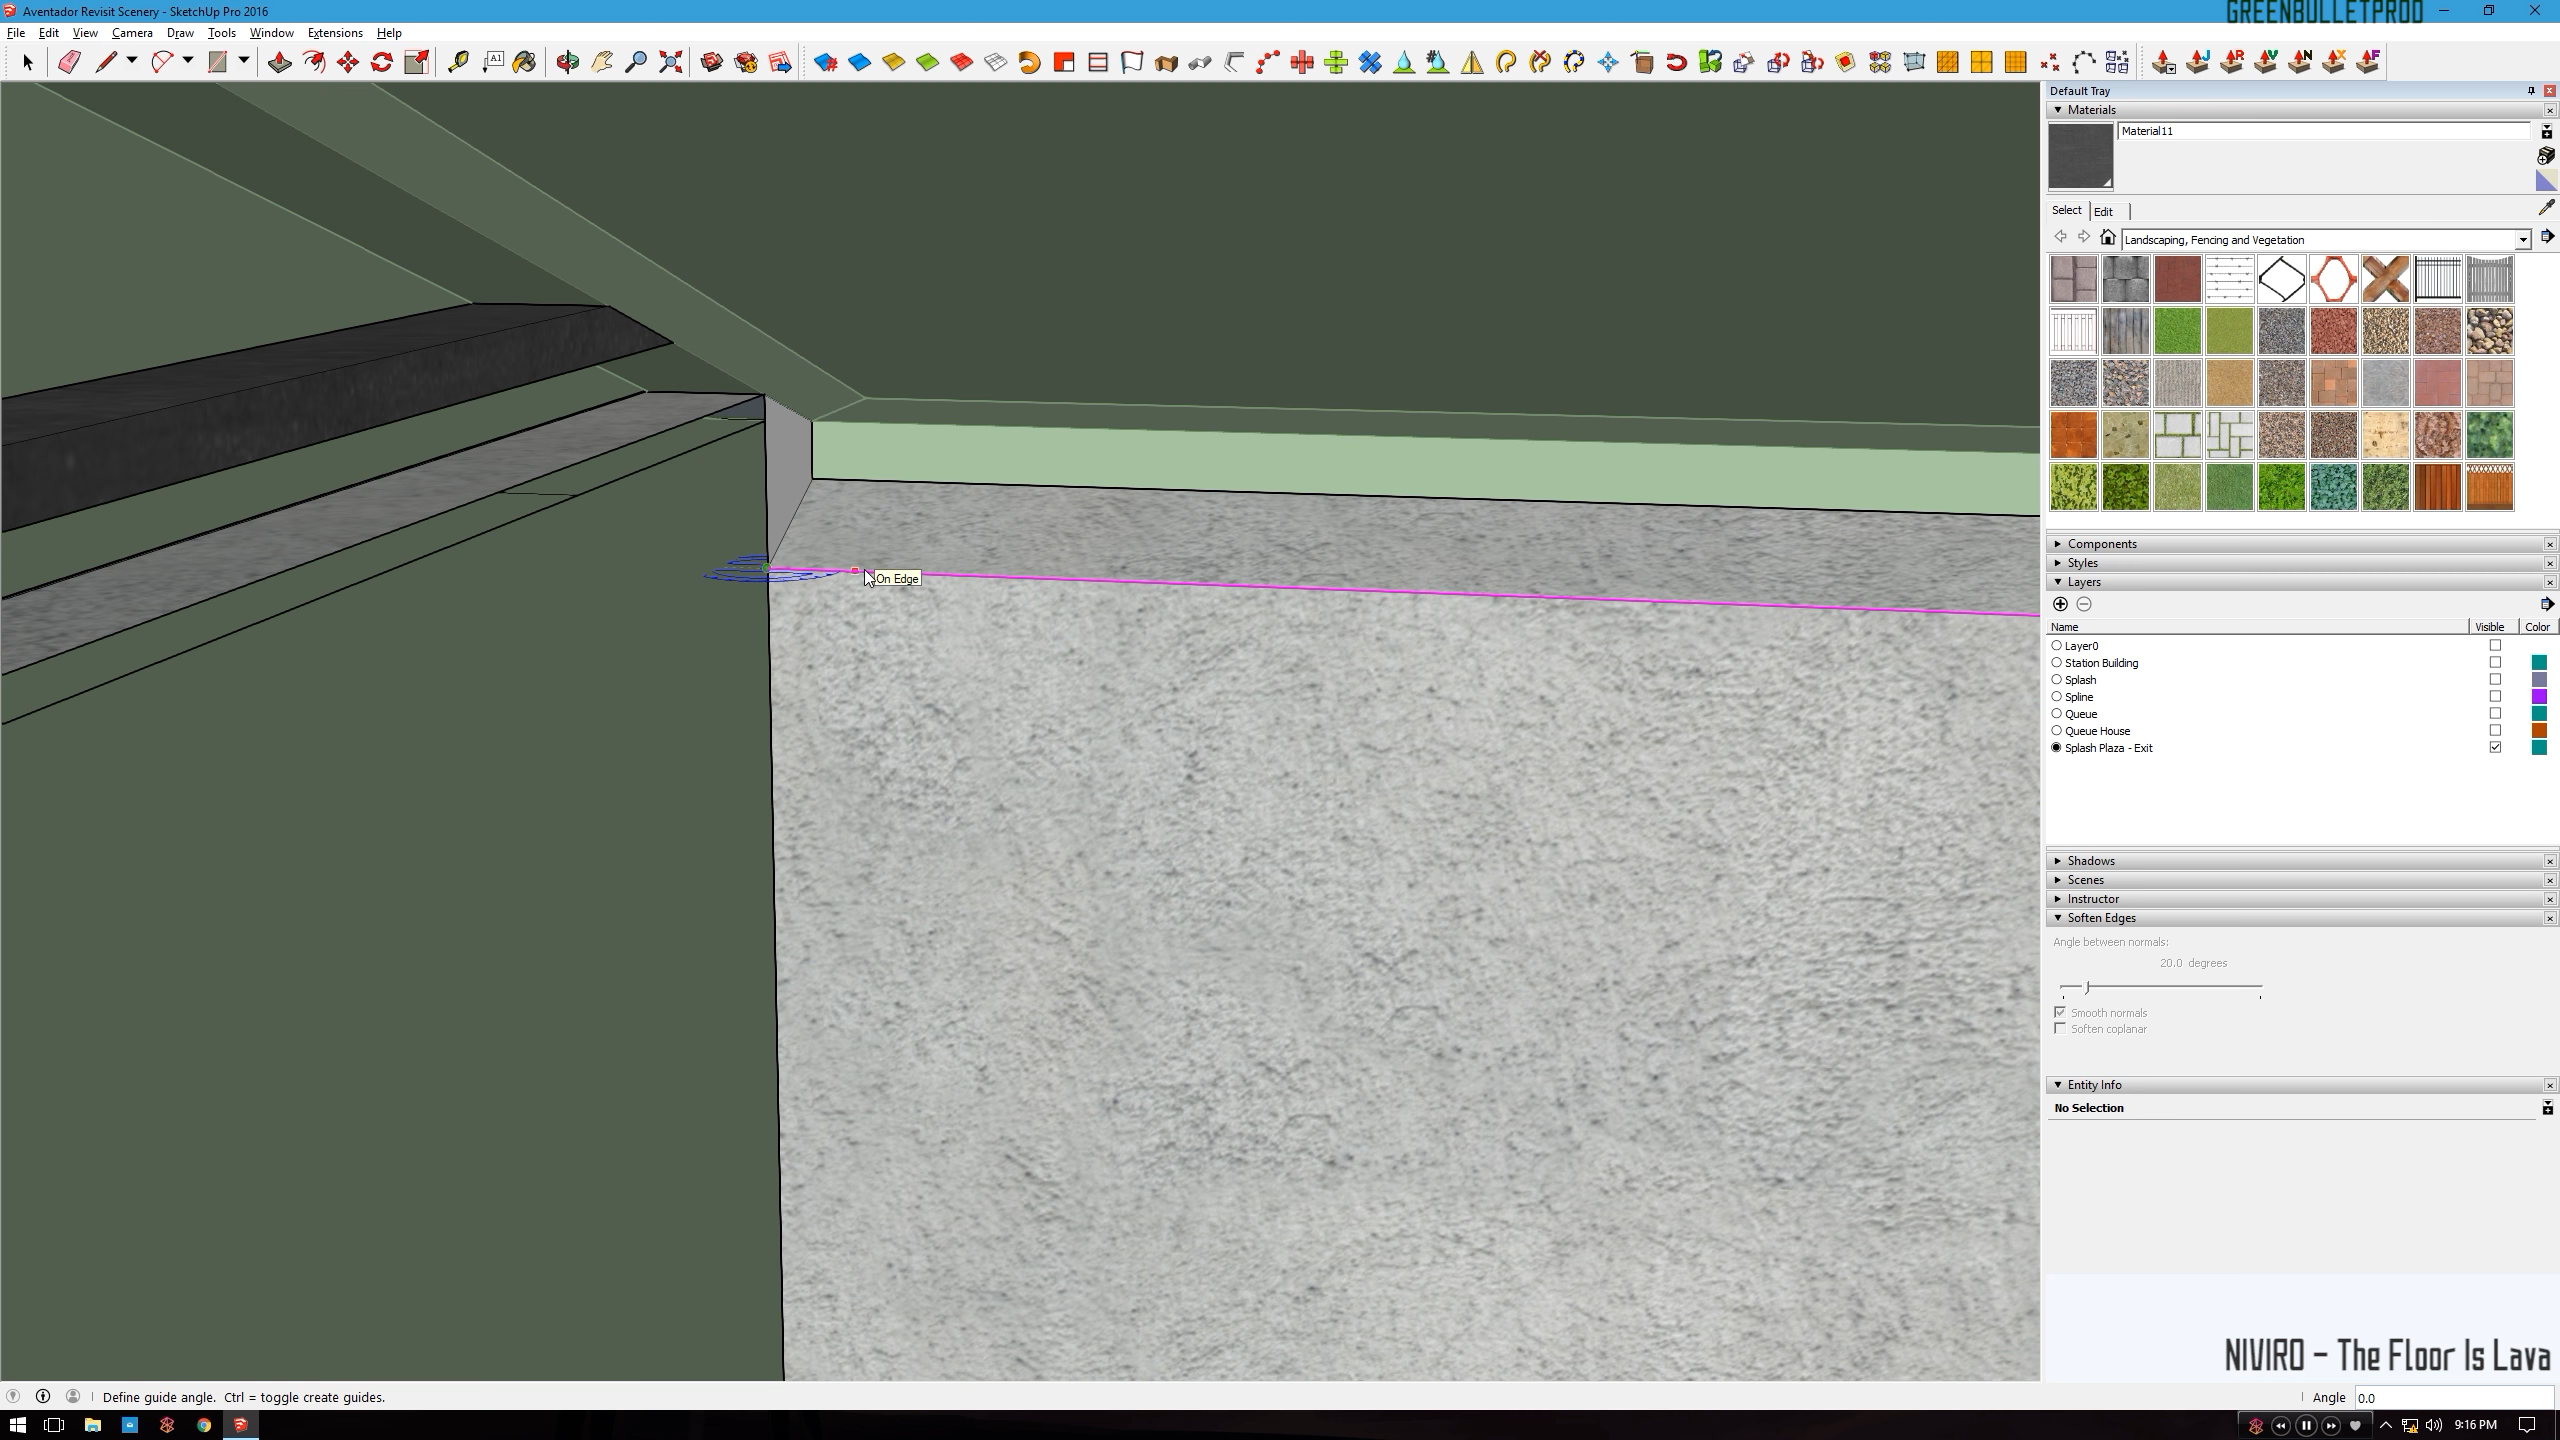 Aventador Revisit Scenery - SketchUp Pro 2016
GREENBULLETPROD
File Edit View Camera Draw Tools Window Extensions Help
A1
J R V N X F
Default Tray
Materials
Material11
Select Edit
Landscaping, Fencing and Vegetation
Components
Styles
Layers
Name Visible Color
Layer0
Station Building
Splash
Spline
Queue
Queue House
Splash Plaza - Exit
On Edge
Shadows
Scenes
Instructor
Soften Edges
Angle between normals:
20.0 degrees
Smooth normals
Soften coplanar
Entity Info
No Selection
NIVIRO - The Floor Is Lava
Define guide angle. Ctrl = toggle create guides.
Angle 0.0
9:16 PM